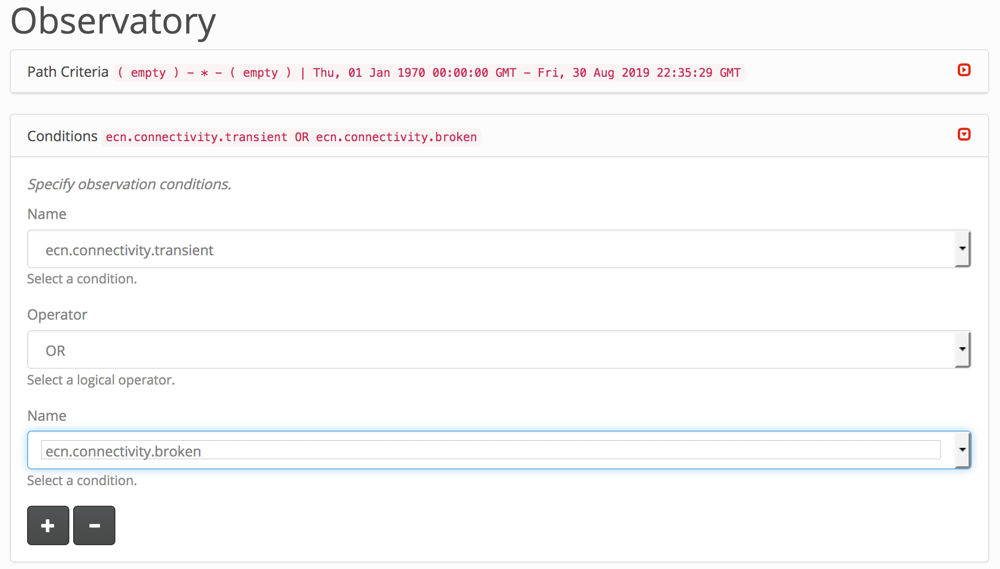 Observatory
Path Criteria ( empty ) − * − ( empty ) | Thu, 01 Jan 1970 00:00:00 GMT − Fri, 30 Aug 2019 22:35:29 GMT
Conditions ecn.connectivity.transient OR ecn.connectivity.broken
Specify observation conditions.
Name
ecn.connectivity.transient
Select a condition.
Operator
OR
Select a logical operator.
Name
ecn.connectivity.broken
Select a condition.